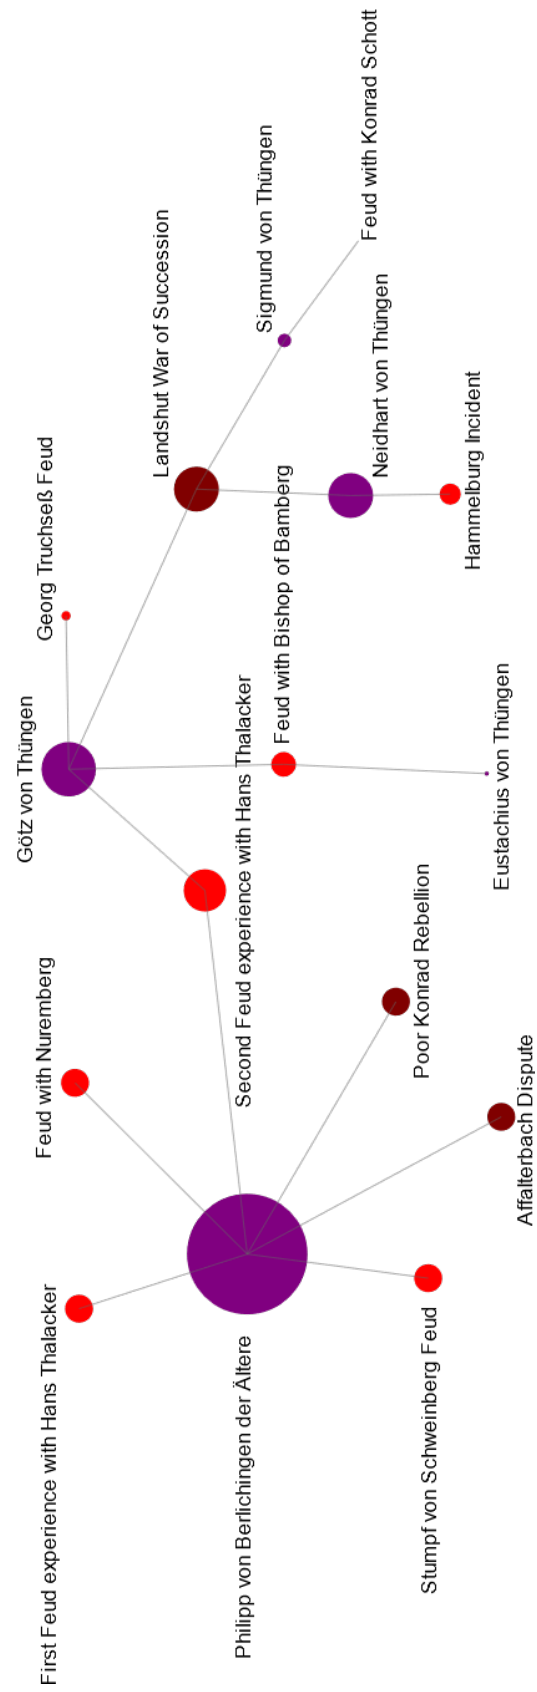 First Feud experience with Hans Thalacker
Feud with Nuremberg
Götz von Thüngen
Georg Truchseß Feud
Landshut War of Succession
Philipp von Berlichingen der Ältere
Second Feud experience with Hans Thalacker
Feud with Bishop of Bamberg
Sigmund von Thüngen
Feud with Konrad Schott
Neidhart von Thüngen
Stumpf von Schweinberg Feud
Poor Konrad Rebellion
Hammelburg Incident
Eustachius von Thüngen
Affalterbach Dispute